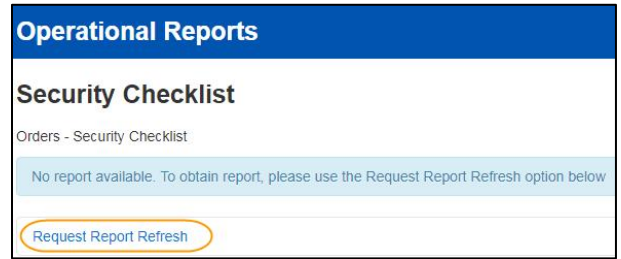 Operational Reports
Security Checklist
Orders - Security Checklist
No report available. To obtain report, please use the Request Report Refresh option below
Request Report Refresh